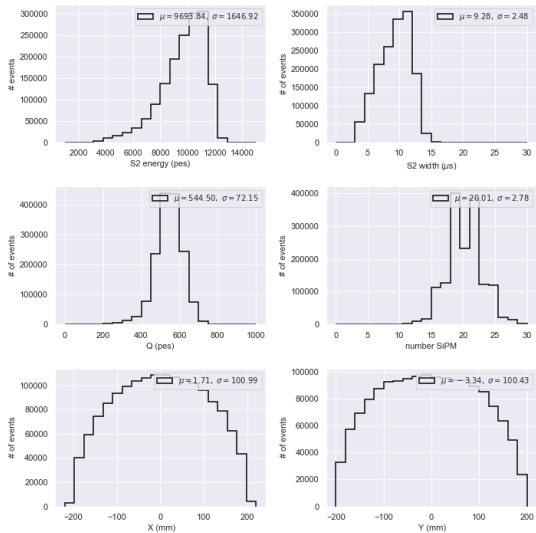 μ = 9693.84, σ = 1646.92
300000
250000
200000
150000
100000
50000
0
# of events
2000 4000 6000 8000 10000 12000 14000
S2 energy (pes)
μ = 9.28, σ = 2.48
350000
300000
250000
200000
150000
100000
50000
0
# of events
0 5 10 15 20 25 30
S2 width (μs)
μ = 544.50, σ = 72.15
400000
300000
200000
100000
0
# of events
0 200 400 600 800 1000
Q (pes)
μ = 20.01, σ = 2.78
400000
300000
200000
100000
0
# of events
0 5 10 15 20 25 30
number SiPM
μ = 1.71, σ = 100.99
100000
80000
60000
40000
20000
0
# of events
−200 −100 0 100 200
X (mm)
μ = −3.34, σ = 100.43
100000
80000
60000
40000
20000
0
# of events
−200 −100 0 100 200
Y (mm)